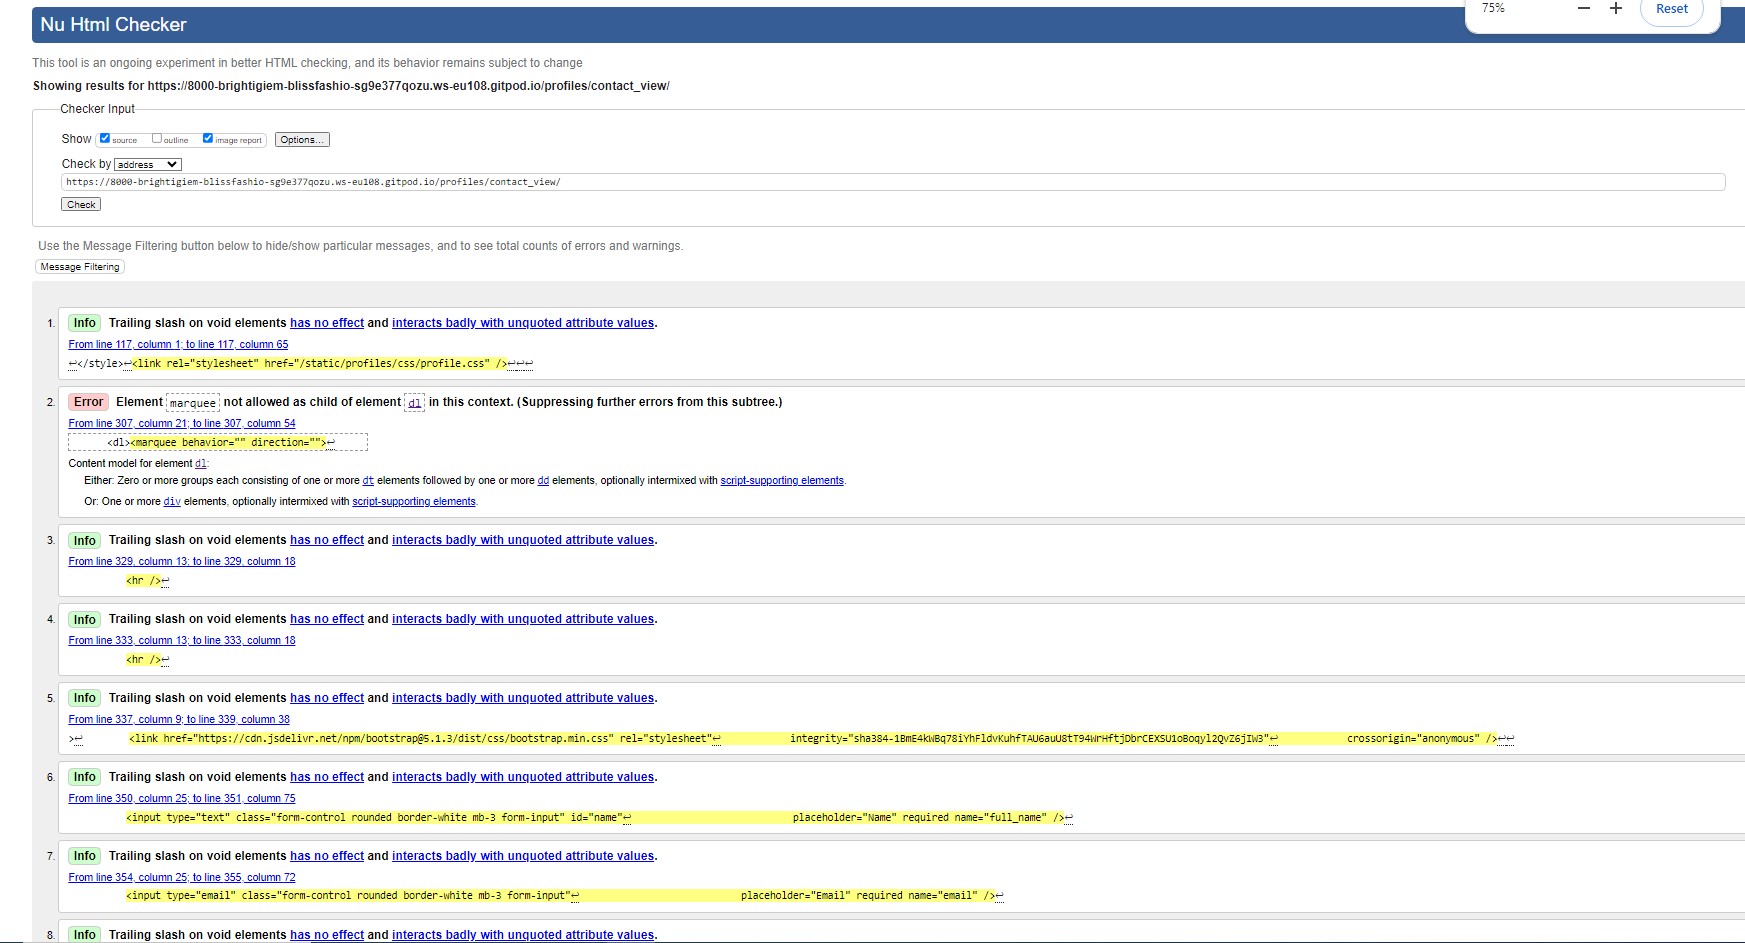 75%
Reset
Nu Html Checker
This tool is an ongoing experiment in better HTML checking, and its behavior remains subject to change
Showing results for https://8000-brightigiem-blissfashio-sg9e377qozu.ws-eu108.gitpod.io/profiles/contact_view/
Checker Input
Show source outline image report Options...
Check by address
https://8000-brightigiem-blissfashio-sg9e377qozu.ws-eu108.gitpod.io/profiles/contact_view/
Check
Use the Message Filtering button below to hide/show particular messages, and to see total counts of errors and warnings.
Message Filtering
1. Info Trailing slash on void elements has no effect and interacts badly with unquoted attribute values.
From line 117, column 1; to line 117, column 65
↩</style>↩<link rel="stylesheet" href="/static/profiles/css/profile.css" />↩↩↩
2. Error Element marquee not allowed as child of element dl in this context. (Suppressing further errors from this subtree.)
From line 307, column 21; to line 307, column 54
<dl><marquee behavior="" direction="">↩
Content model for element dl:
Either: Zero or more groups each consisting of one or more dt elements followed by one or more dd elements, optionally intermixed with script-supporting elements.
Or: One or more div elements, optionally intermixed with script-supporting elements.
3. Info Trailing slash on void elements has no effect and interacts badly with unquoted attribute values.
From line 329, column 13; to line 329, column 18
<hr />↩
4. Info Trailing slash on void elements has no effect and interacts badly with unquoted attribute values.
From line 333, column 13; to line 333, column 18
<hr />↩
5. Info Trailing slash on void elements has no effect and interacts badly with unquoted attribute values.
From line 337, column 9; to line 339, column 38
>↩ <link href="https://cdn.jsdelivr.net/npm/bootstrap@5.1.3/dist/css/bootstrap.min.css" rel="stylesheet"↩ integrity="sha384-1BmE4kWBq78iYhFldvKuhfTAU6auU8tT94WrHftjDbrCEXSU1oBoqyl2QvZ6jIW3"↩ crossorigin="anonymous" />↩↩
6. Info Trailing slash on void elements has no effect and interacts badly with unquoted attribute values.
From line 350, column 25; to line 351, column 75
<input type="text" class="form-control rounded border-white mb-3 form-input" id="name"↩ placeholder="Name" required name="full_name" />↩
7. Info Trailing slash on void elements has no effect and interacts badly with unquoted attribute values.
From line 354, column 25; to line 355, column 72
<input type="email" class="form-control rounded border-white mb-3 form-input"↩ placeholder="Email" required name="email" />↩
8. Info Trailing slash on void elements has no effect and interacts badly with unquoted attribute values.